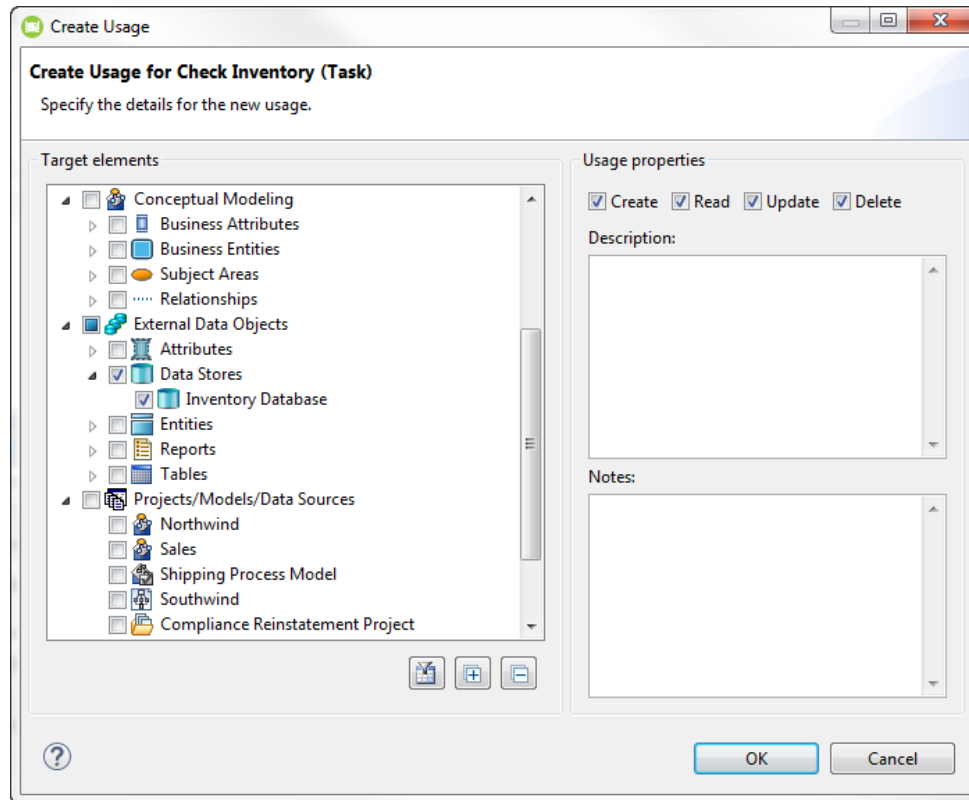 Create Usage
Create Usage for Check Inventory (Task)
Specify the details for the new usage.
Target elements
Conceptual Modeling
Business Attributes
Business Entities
Subject Areas
Relationships
External Data Objects
Attributes
Data Stores
Inventory Database
Entities
Reports
Tables
Projects/Models/Data Sources
Northwind
Sales
Shipping Process Model
Southwind
Compliance Reinstatement Project
Usage properties
Create Read Update Delete
Description:
Notes:
OK Cancel